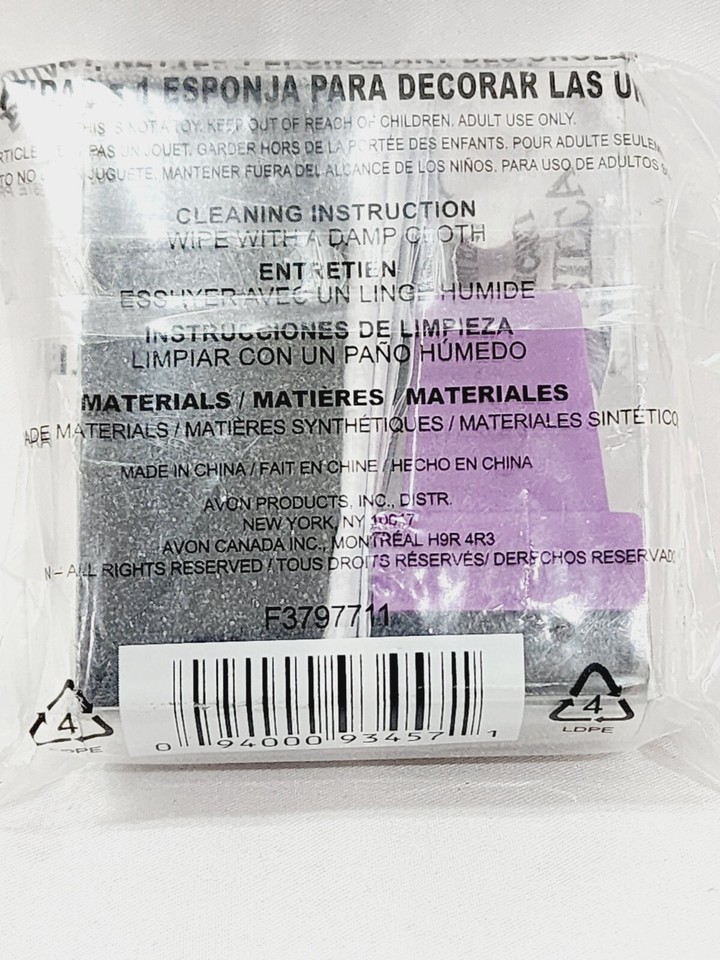 1 ESPONJA PARA DECORAR LAS
NOT A TOY. KEEP OUT OF REACH OF CHILDREN. ADULT USE ONLY.
PAS UN JOUET. GARDER HORS DE LA PORTÉE DES ENFANTS. POUR ADULTE
JUGUETE. MANTENER FUERA DEL ALCANCE DE LOS NIÑOS. PARA USO DE ADULTOS
CLEANING INSTRUCTION
WIPE WITH A DAMP CLOTH
ENTRETIEN
ESSUYER AVEC UN LINGE HUMIDE
INSTRUCCIONES DE LIMPIEZA
LIMPIAR CON UN PAÑO HÚMEDO
MATERIALS / MATIÈRES / MATERIALES
MATERIALS / MATIÈRES SYNTHÉTIQUES / MATERIALES SINTÉTICO
MADE IN CHINA / FAIT EN CHINE / HECHO EN CHINA
AVON PRODUCTS, INC., DISTR.
NEW YORK, NY 10017
AVON CANADA INC., MONTRÉAL H9R 4R3
ALL RIGHTS RESERVED / TOUS DROITS RÉSERVÉS/ DERECHOS RESERVAD
F3797711
0 94000 93457 1
4
LDPE
4
LDPE